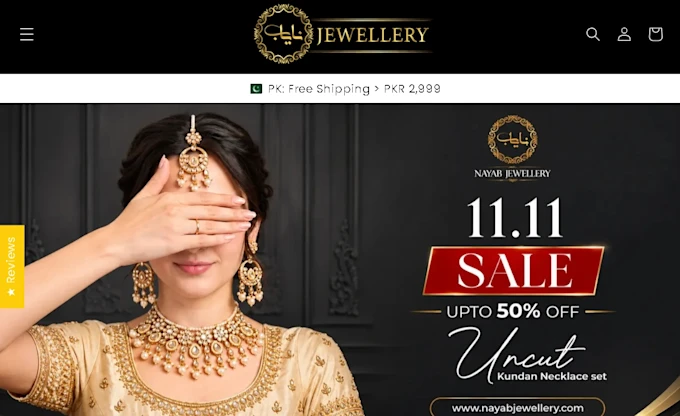 نایاب JEWELLERY
🇵🇰 PK: Free Shipping > PKR 2,999
نایاب
NAYAB JEWELLERY
11.11
SALE
UPTO 50% OFF
Uncut
Kundan Necklace set
www.nayabjewellery.com
★ Reviews